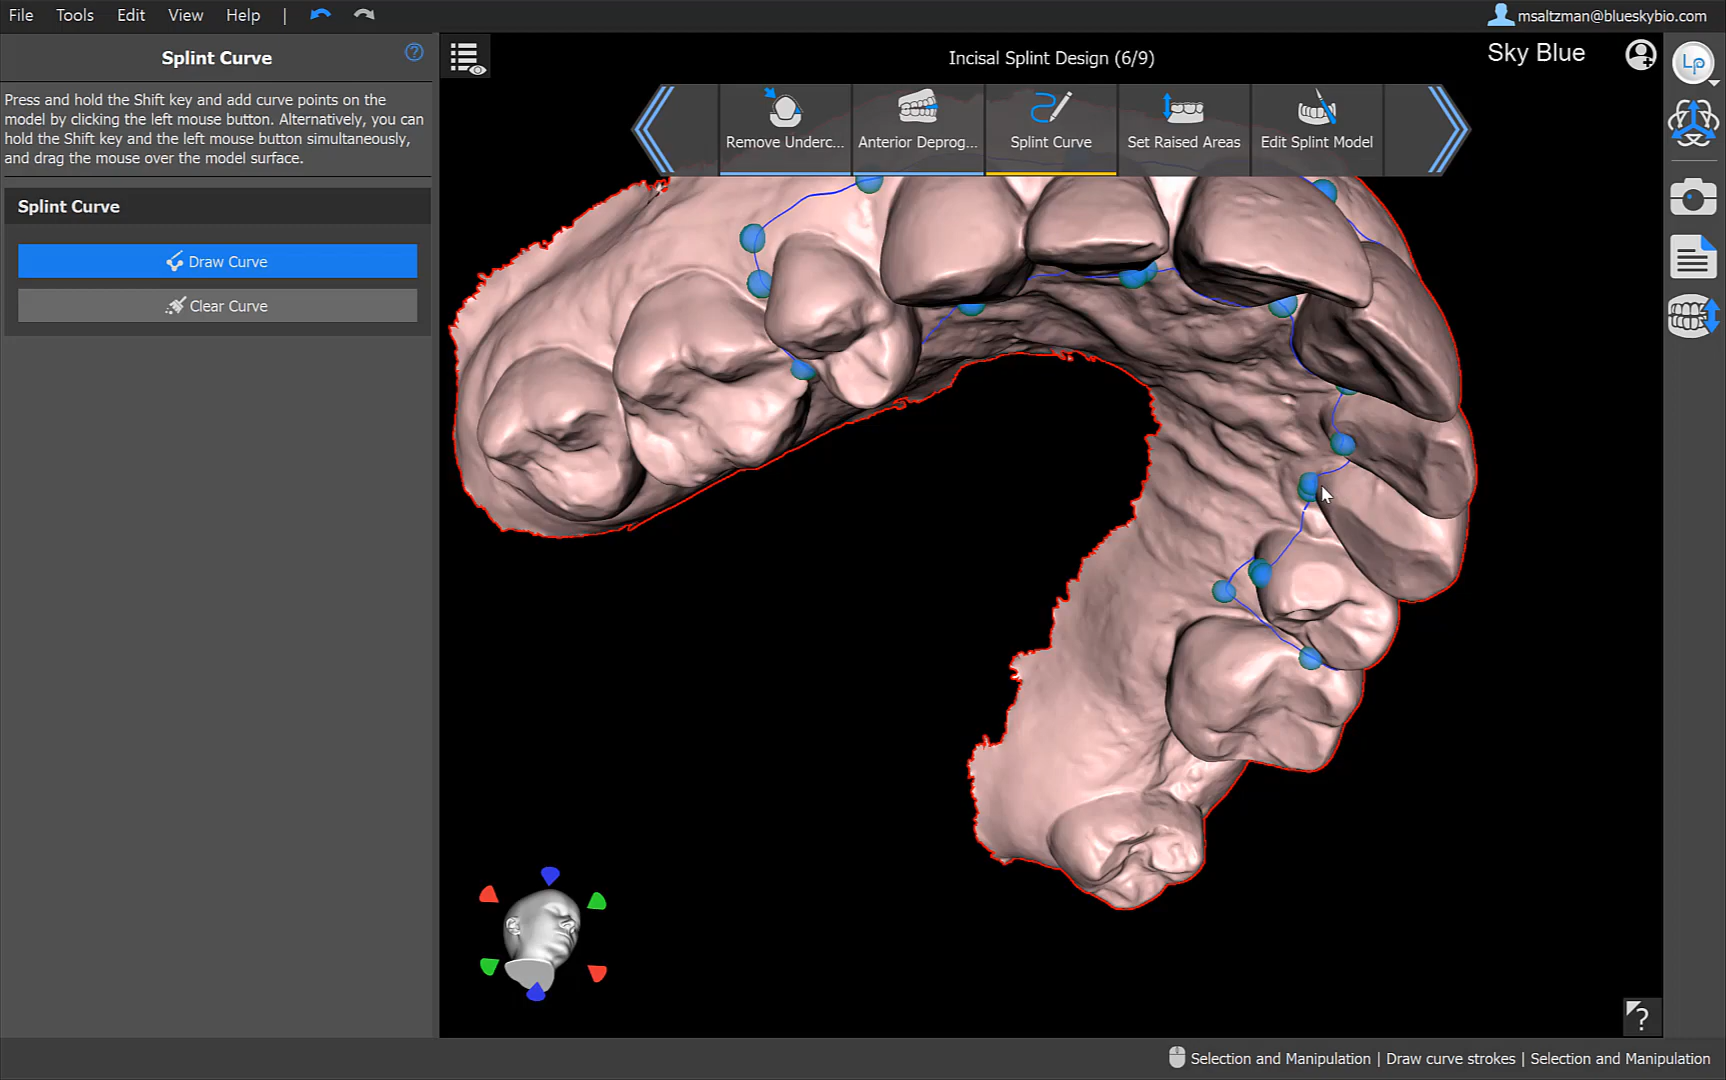 File Tools Edit View Help
msaltzman@blueskybio.com
Splint Curve
?
Press and hold the Shift key and add curve points on the
model by clicking the left mouse button. Alternatively, you can
hold the Shift key and the left mouse button simultaneously,
and drag the mouse over the model surface.
Splint Curve
Draw Curve
Clear Curve
Incisal Splint Design (6/9)
Sky Blue
Lp
Remove Underc...
Anterior Deprog...
Splint Curve
Set Raised Areas
Edit Splint Model
?
Selection and Manipulation | Draw curve strokes | Selection and Manipulation